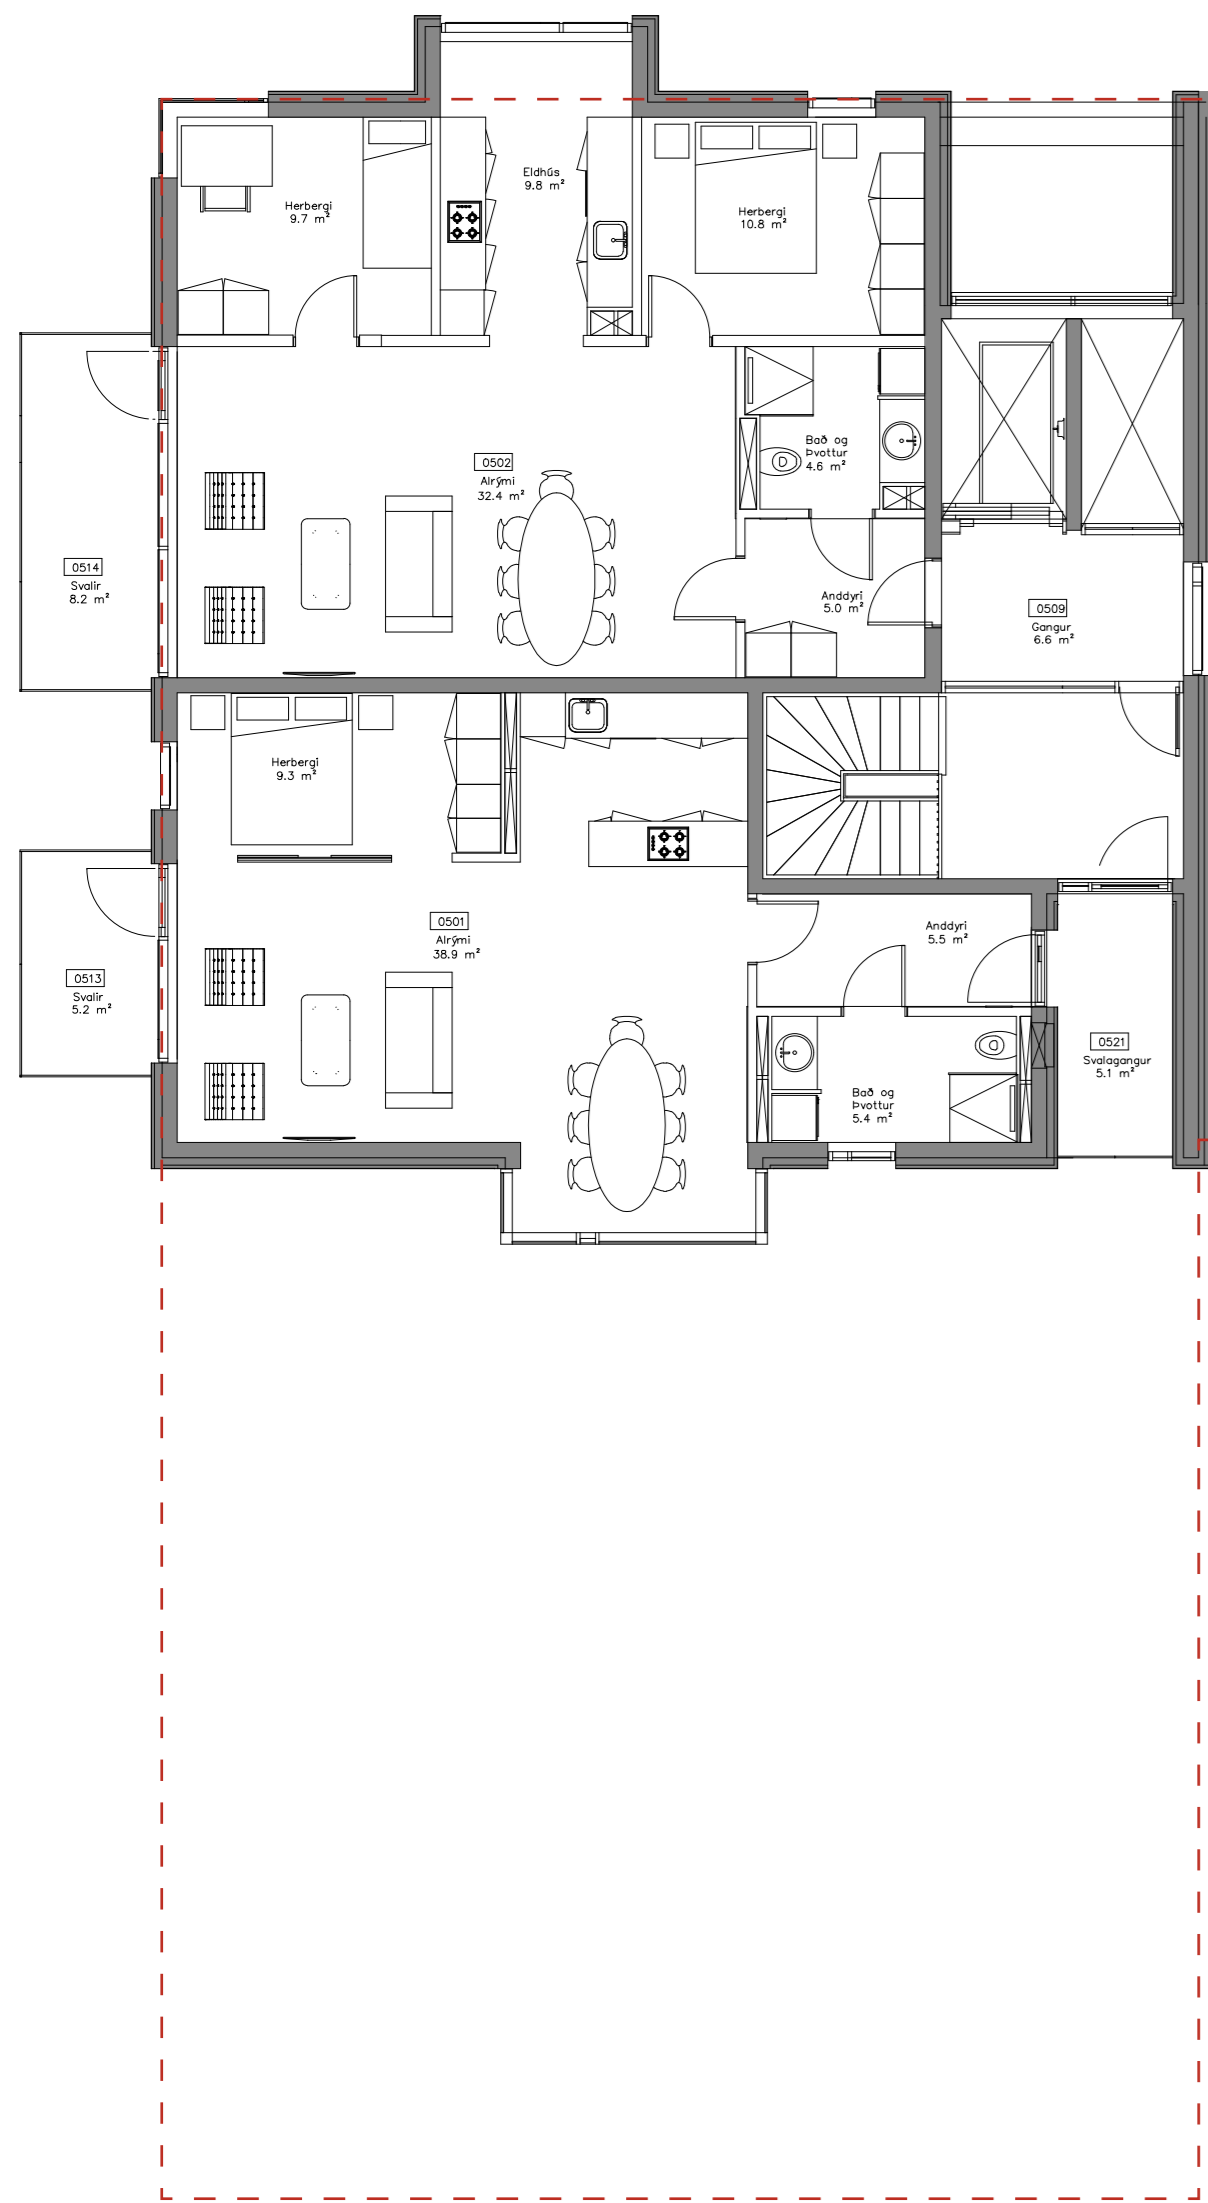 Eldhús
9.8 m²
Herbergi
9.7 m²
Herbergi
10.8 m²
Bað og
Þvottur
4.6 m²
0502
Alrými
32.4 m²
0514
Svalir
8.2 m²
Anddyri
5.0 m²
0509
Gangur
6.6 m²
Herbergi
9.3 m²
0501
Alrými
38.9 m²
Anddyri
5.5 m²
0513
Svalir
5.2 m²
0521
Svalagangur
5.1 m²
Bað og
Þvottur
5.4 m²